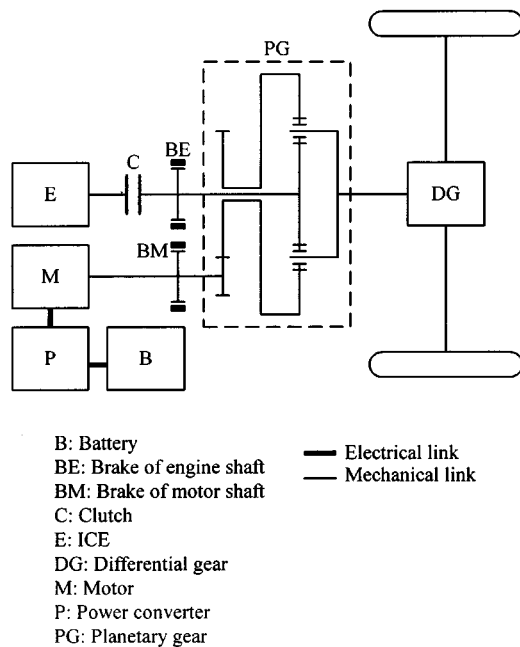 PG
C
BE
E
DG
BM
M
P
B
B: Battery
BE: Brake of engine shaft
BM: Brake of motor shaft
C: Clutch
E: ICE
DG: Differential gear
M: Motor
P: Power converter
PG: Planetary gear
Electrical link
Mechanical link